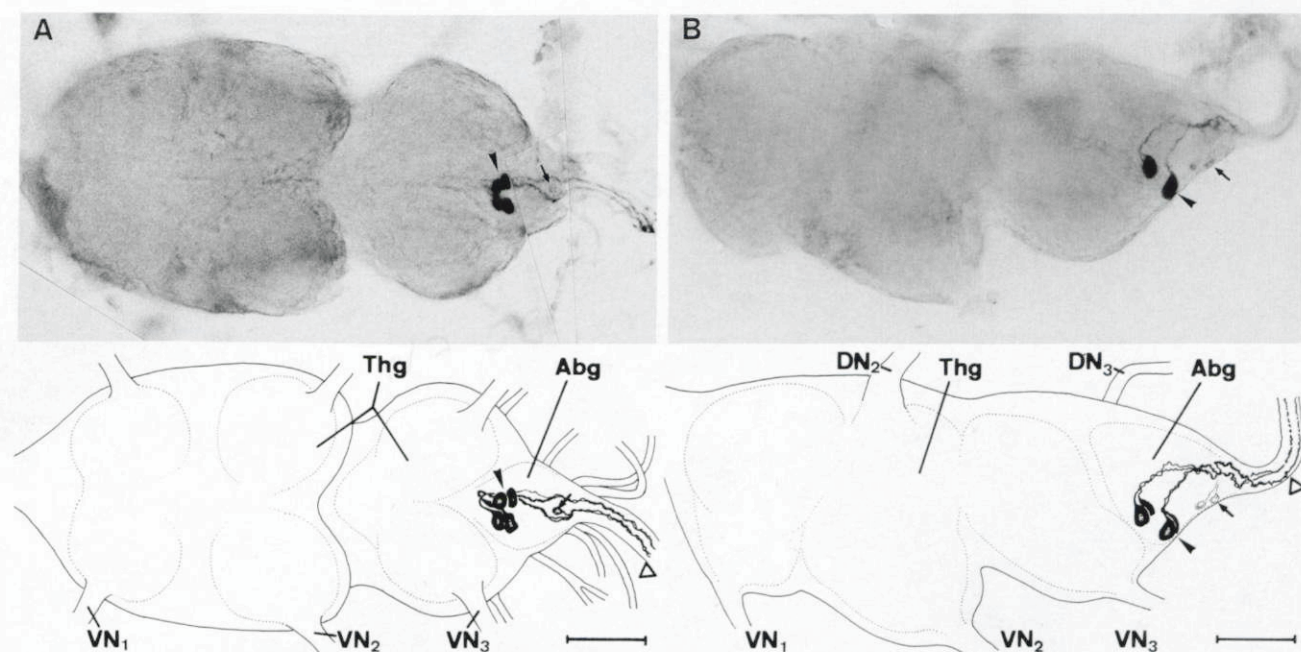 A
B
Thg
Abg
DN₂
Thg
DN₃
Abg
VN₁
VN₂
VN₃
VN₁
VN₂
VN₃